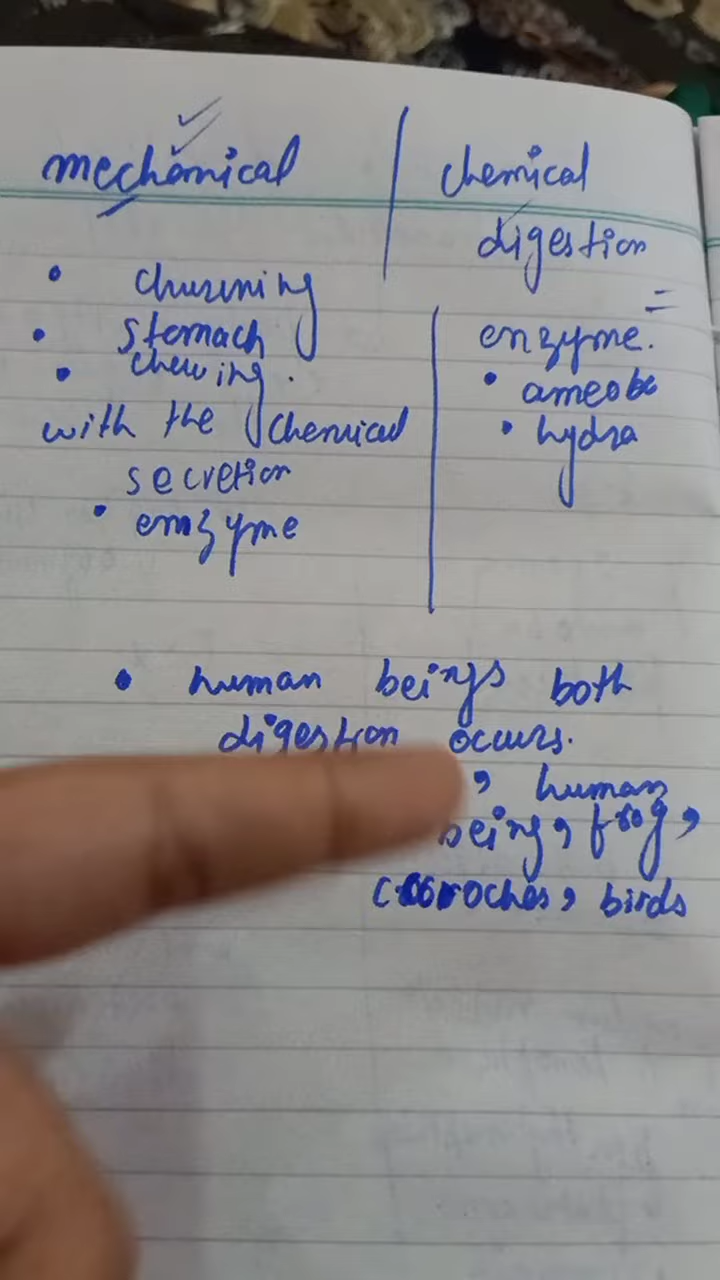 mechanical
chemical
digestion
• churning
• stomach
• chewing.
with the chemical
secretion
• enzyme
enzyme.
• ameoba
• hydra
• human beings both
digestion occurs.
, human
being, frog,
birds